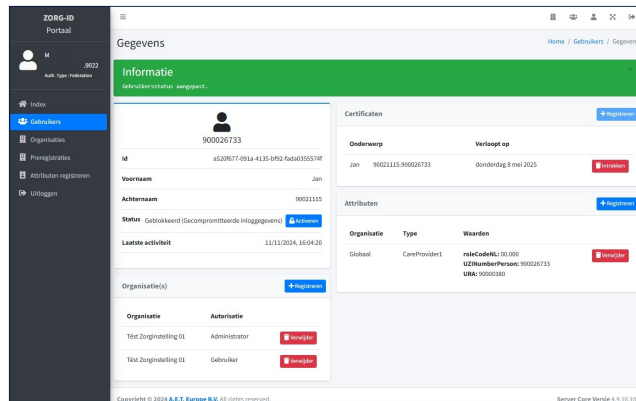 ZORG-ID
Portaal
M
.9022
Auth. Type : Federation
Index
Gebruikers
Organisaties
Preregistraties
Attributen registreren
Uitloggen
Gegevens
Home / Gebruikers / Gegeven
Informatie
Gebruikersstatus aangepast.
900026733
Id a520f677-091a-4135-bf92-fada0355574f
Voornaam Jan
Achternaam 90021115
Status Geblokkeerd (Gecompromitteerde inloggegevens) Activeren
Laatste activiteit 11/11/2024, 16:04:20
Organisatie(s) + Registreren
Organisatie Autorisatie
Tést Zorginstelling 01 Administrator Verwijder
Tést Zorginstelling 01 Gebruiker Verwijder
Certificaten + Registreren
Onderwerp Verloopt op
Jan 90021115.900026733 donderdag 8 mei 2025 Intrekken
Attributen + Registreren
Organisatie Type Waarden
Globaal CareProvider1 roleCodeNL: 00.000 Verwijder
UZINumberPerson: 900026733
URA: 90000380
Copyright © 2024 A.E.T. Europe B.V. All rights reserved.
Server Core Versie 4.9.10.10